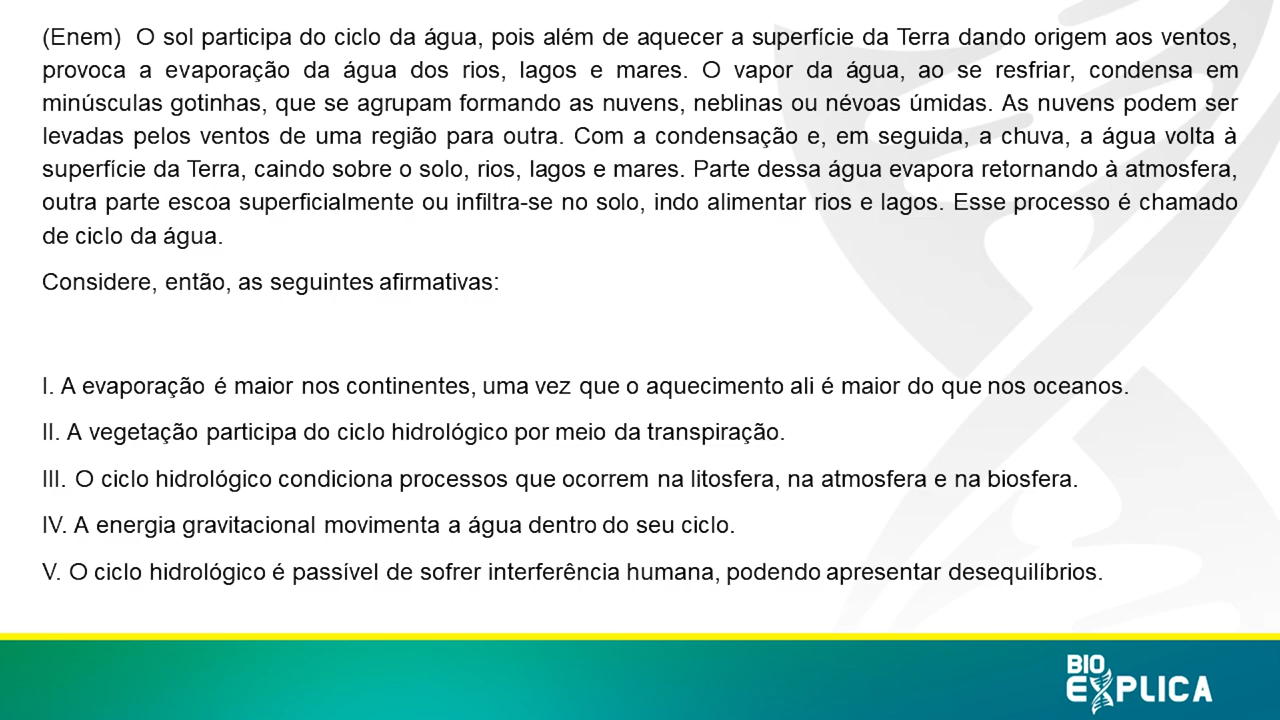 (Enem) O sol participa do ciclo da água, pois além de aquecer a superfície da Terra dando origem aos ventos,
provoca a evaporação da água dos rios, lagos e mares. O vapor da água, ao se resfriar, condensa em
minúsculas gotinhas, que se agrupam formando as nuvens, neblinas ou névoas úmidas. As nuvens podem ser
levadas pelos ventos de uma região para outra. Com a condensação e, em seguida, a chuva, a água volta à
superfície da Terra, caindo sobre o solo, rios, lagos e mares. Parte dessa água evapora retornando à atmosfera,
outra parte escoa superficialmente ou infiltra-se no solo, indo alimentar rios e lagos. Esse processo é chamado
de ciclo da água.
Considere, então, as seguintes afirmativas:
I. A evaporação é maior nos continentes, uma vez que o aquecimento ali é maior do que nos oceanos.
II. A vegetação participa do ciclo hidrológico por meio da transpiração.
III. O ciclo hidrológico condiciona processos que ocorrem na litosfera, na atmosfera e na biosfera.
IV. A energia gravitacional movimenta a água dentro do seu ciclo.
V. O ciclo hidrológico é passível de sofrer interferência humana, podendo apresentar desequilíbrios.
BIO
EXPLICA